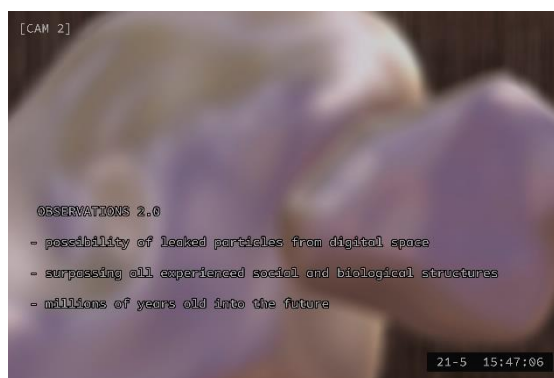 [CAM 2]
OBSERVATIONS 2.0
- possibility of leaked particles from digital space
- surpassing all experienced social and biological structures
- millions of years old into the future
21-5 15:47:06